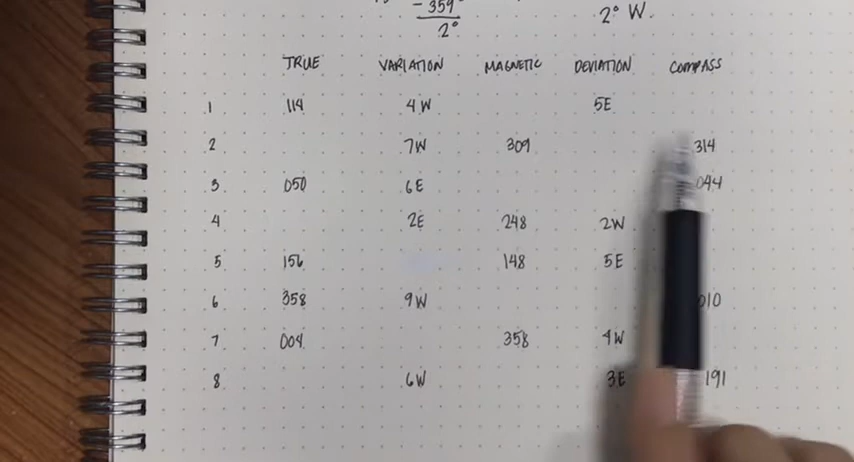 - 359°
2° 2° W.
TRUE VARIATION MAGNETIC DEVIATION COMPASS
1 114 4W 5E
2 7W 309 314
3 050 6E 044
4 2E 248 2W
5 156 148 5E
6 358 9W 010
7 004 358 4W
8 6W 3E 191